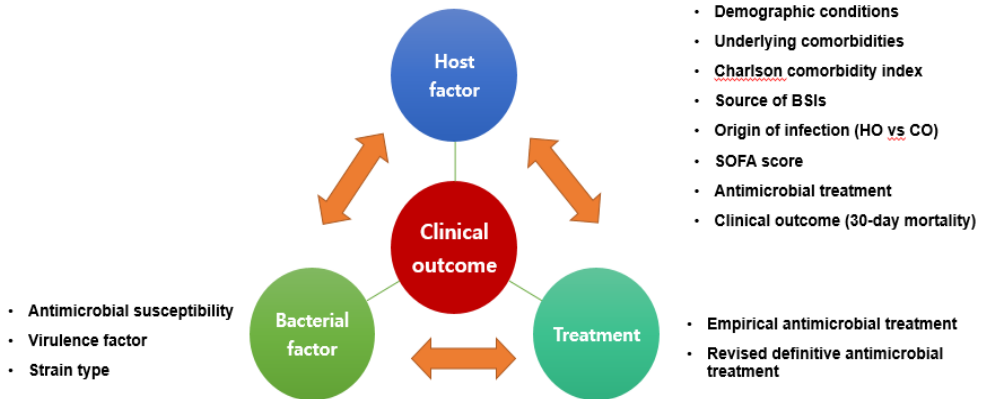 Host
factor
• Demographic conditions
• Underlying comorbidities
• Charlson comorbidity index
• Source of BSIs
• Origin of infection (HO vs CO)
• SOFA score
• Antimicrobial treatment
• Clinical outcome (30-day mortality)
Clinical
outcome
• Antimicrobial susceptibility
• Virulence factor
• Strain type
Bacterial
factor
Treatment
• Empirical antimicrobial treatment
• Revised definitive antimicrobial
treatment